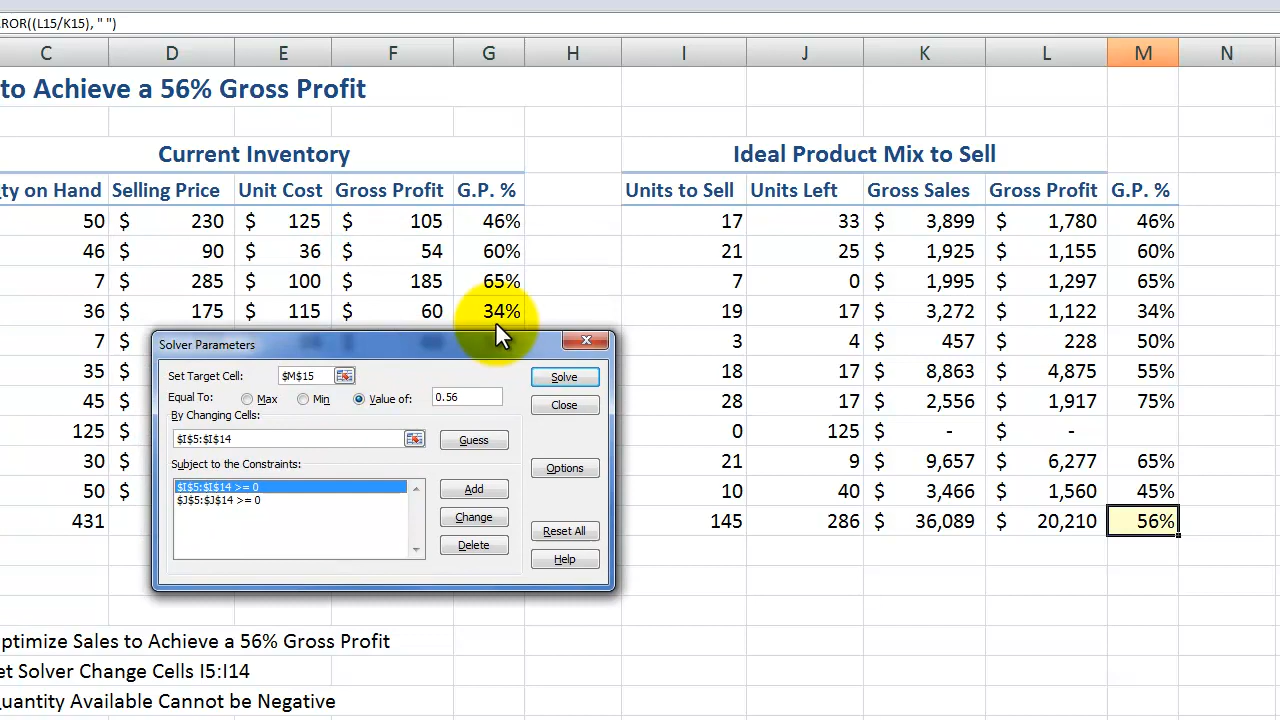 ROR((L15/K15), " ")
C D E F G H I J K L M N
to Achieve a 56% Gross Profit
Current Inventory Ideal Product Mix to Sell
ty on Hand Selling Price Unit Cost Gross Profit G.P. % Units to Sell Units Left Gross Sales Gross Profit G.P. %
50 $ 230 $ 125 $ 105 46% 17 33 $ 3,899 $ 1,780 46%
46 $ 90 $ 36 $ 54 60% 21 25 $ 1,925 $ 1,155 60%
7 $ 285 $ 100 $ 185 65% 7 0 $ 1,995 $ 1,297 65%
36 $ 175 $ 115 $ 60 34% 19 17 $ 3,272 $ 1,122 34%
7 $ 3 4 $ 457 $ 228 50%
35 $ 18 17 $ 8,863 $ 4,875 55%
45 $ 28 17 $ 2,556 $ 1,917 75%
125 $ 0 125 $ - $ -
30 $ 21 9 $ 9,657 $ 6,277 65%
50 $ 10 40 $ 3,466 $ 1,560 45%
431 145 286 $ 36,089 $ 20,210 56%
Solver Parameters
Set Target Cell: $M$15 Solve
Equal To: Max Min Value of: 0.56 Close
By Changing Cells:
$I$5:$I$14 Guess
Subject to the Constraints: Options
$I$5:$I$14 >= 0 Add
$J$5:$J$14 >= 0
Change Reset All
Delete Help
ptimize Sales to Achieve a 56% Gross Profit
et Solver Change Cells I5:I14
uantity Available Cannot be Negative